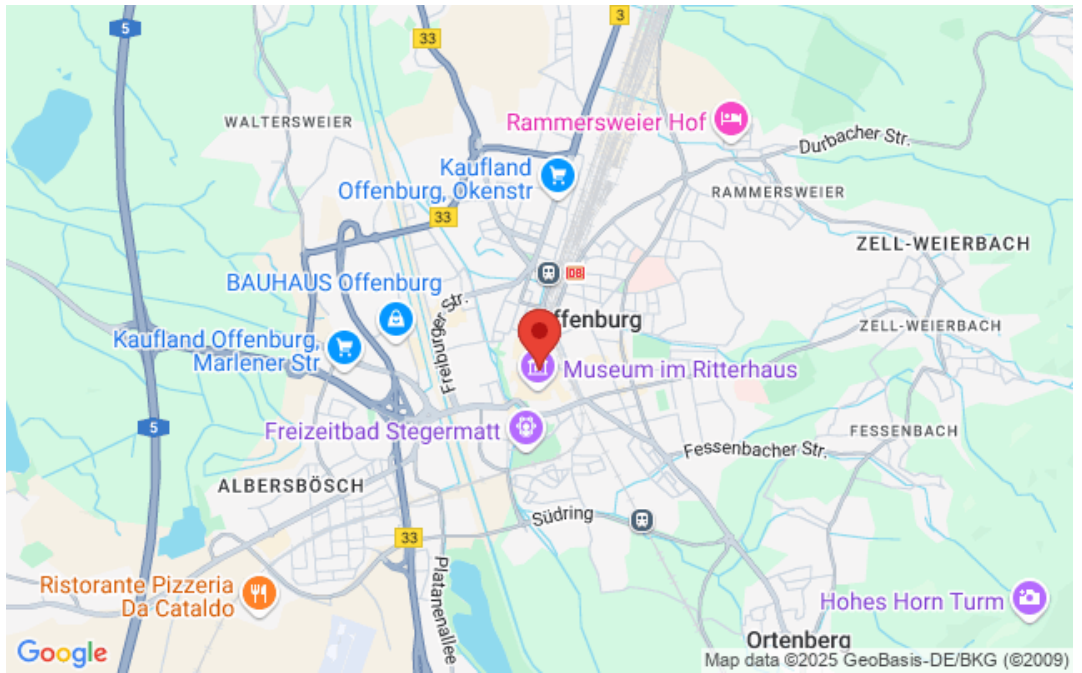 5
33
3
WALTERSWEIER
Rammersweier Hof
Durbacher Str.
Kaufland
Offenburg, Okenstr
RAMMERSWEIER
33
ZELL-WEIERBACH
DB
BAUHAUS Offenburg
Freiburger Str.
ffenburg
ZELL-WEIERBACH
Kaufland Offenburg,
Marlener Str
Museum im Ritterhaus
5
Freizeitbad Stegermatt
FESSENBACH
Fessenbacher Str.
ALBERSBÖSCH
Südring
33
Platanenallee
Ristorante Pizzeria
Da Cataldo
Hohes Horn Turm
Ortenberg
Google
Map data ©2025 GeoBasis-DE/BKG (©2009)